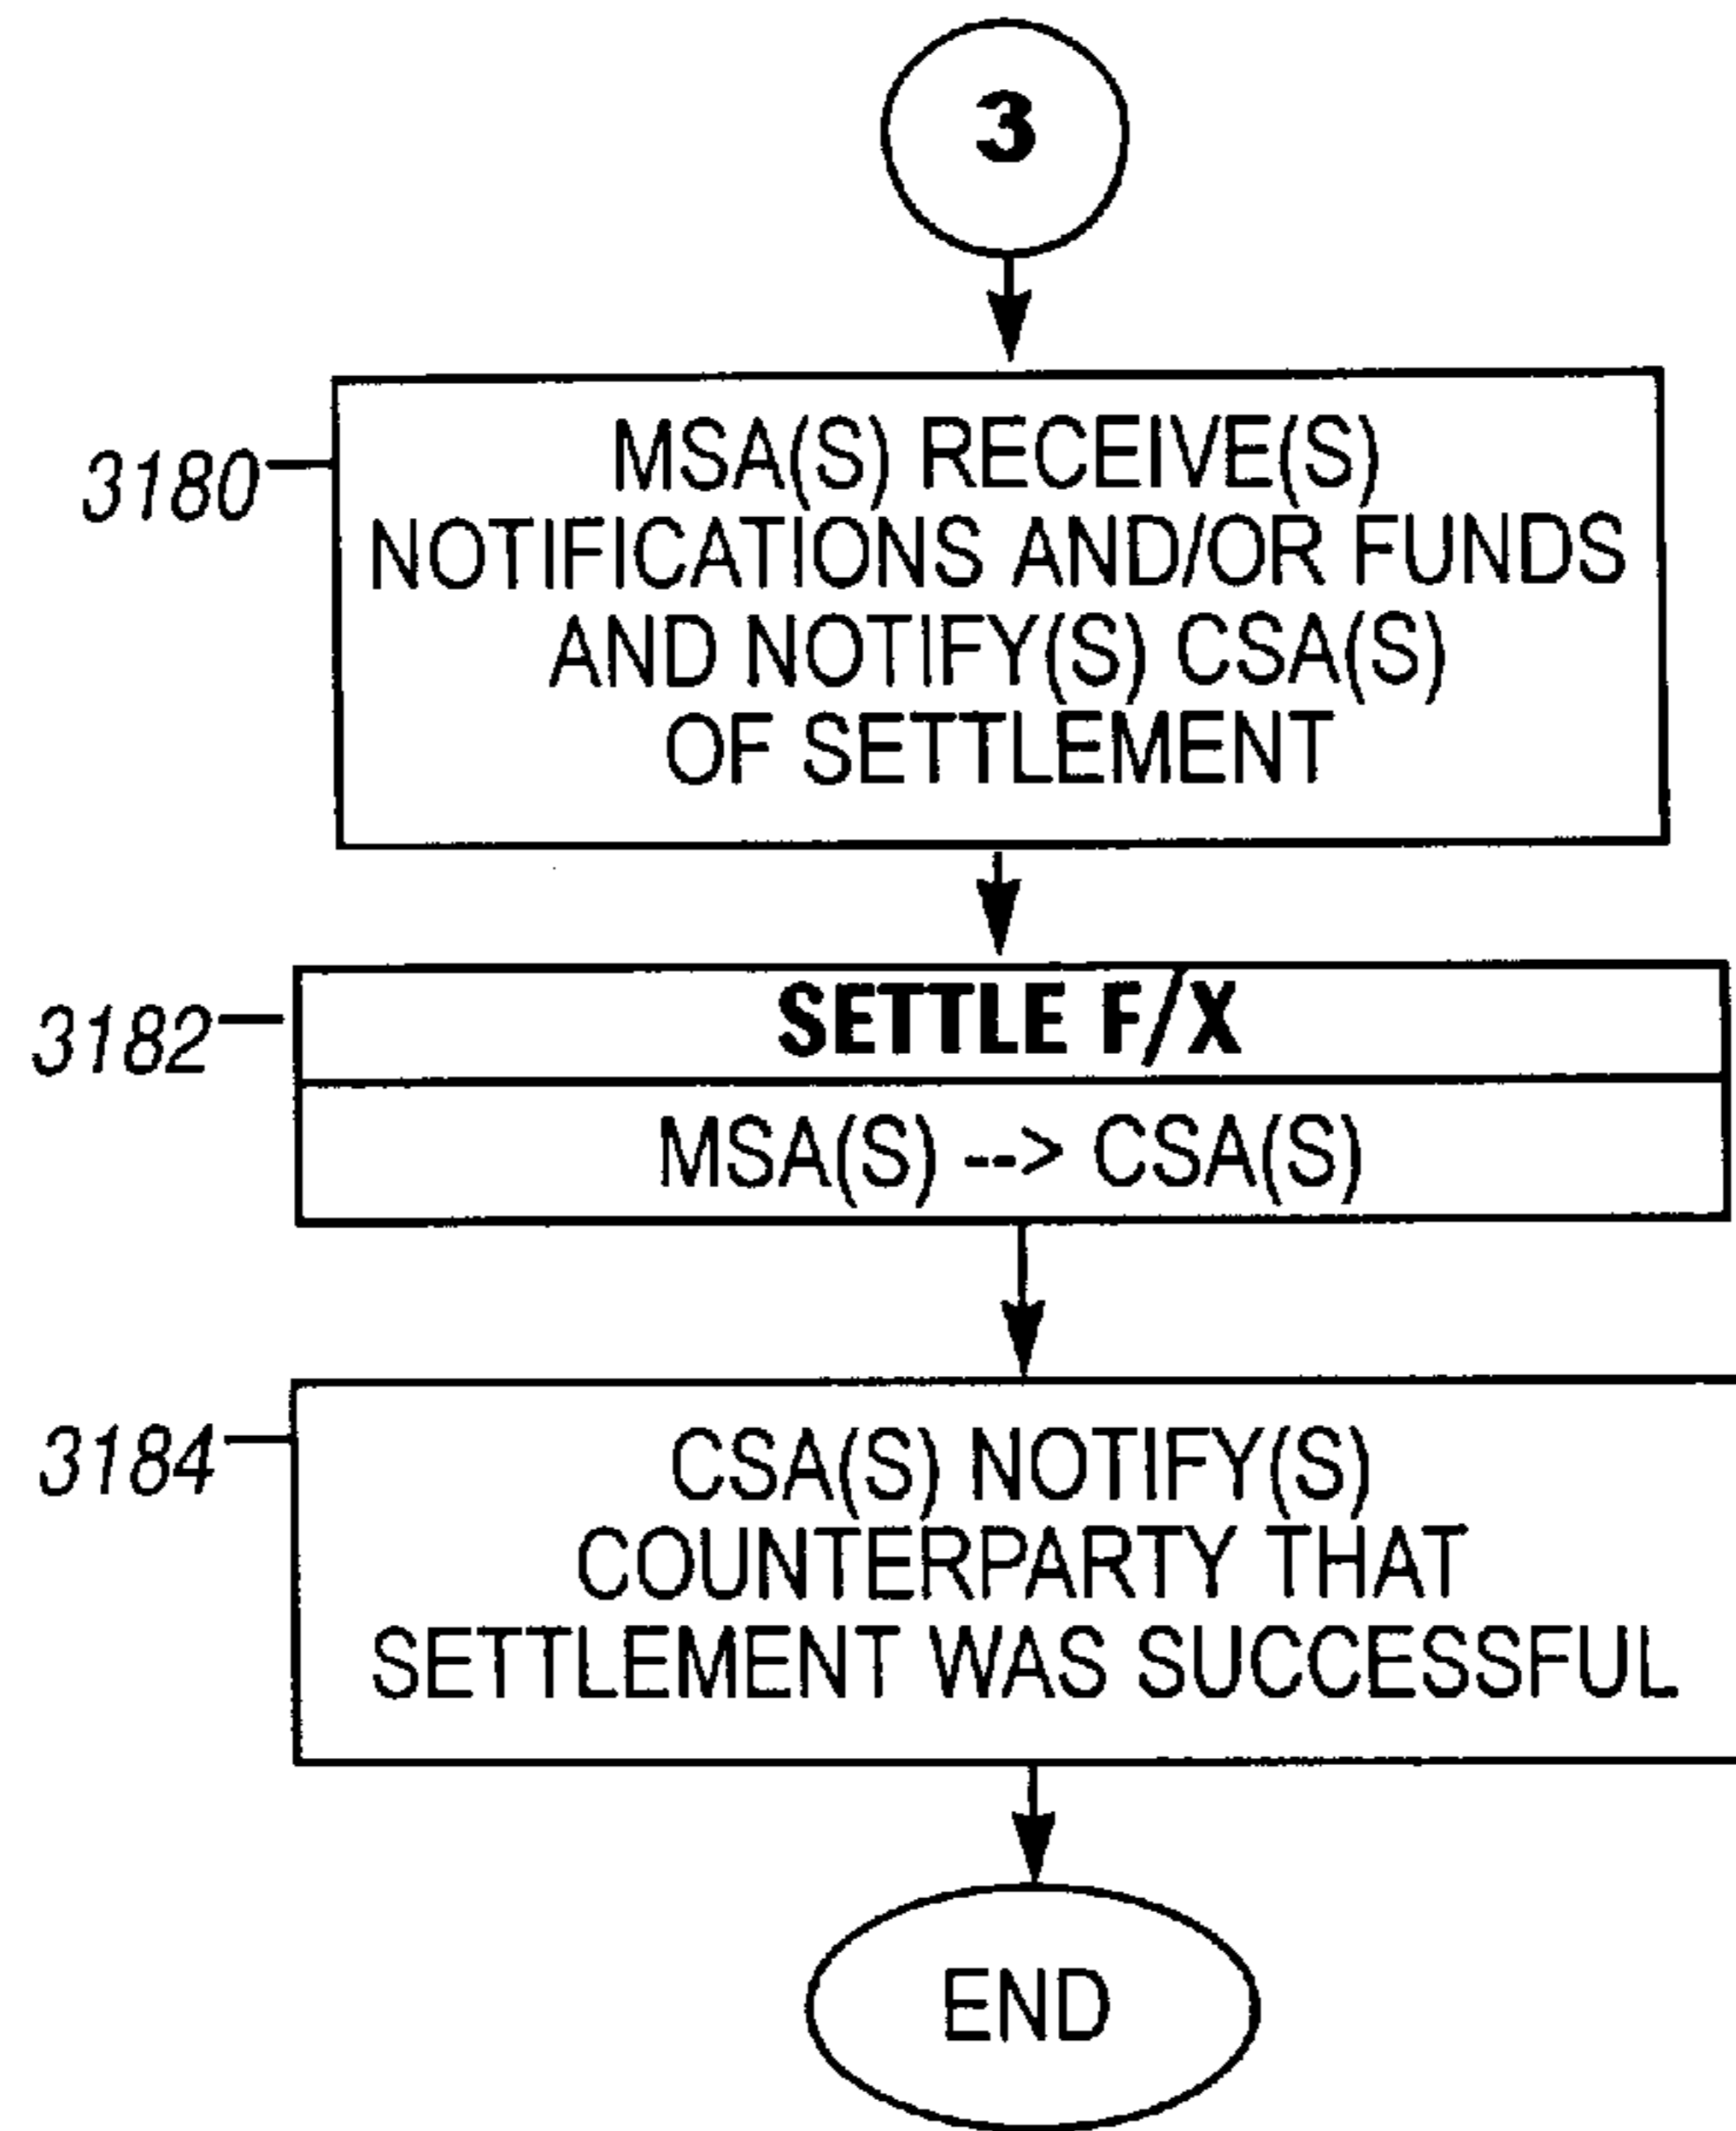 3
3180
MSA(S) RECEIVE(S)
NOTIFICATIONS AND/OR FUNDS
AND NOTIFY(S) CSA(S)
OF SETTLEMENT
3182
SETTLE F/X
MSA(S) --> CSA(S)
3184
CSA(S) NOTIFY(S)
COUNTERPARTY THAT
SETTLEMENT WAS SUCCESSFUL
END